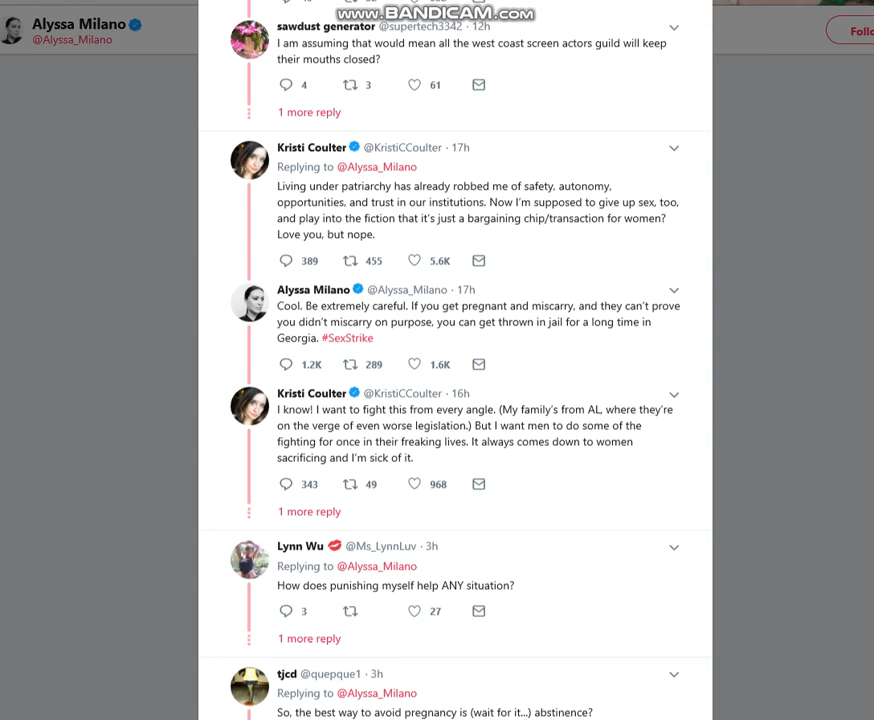 www.BANDICAM.com
Alyssa Milano
@Alyssa_Milano
Follo
sawdust generator @supertech3342 · 12h
I am assuming that would mean all the west coast screen actors guild will keep
their mouths closed?
4 3 61
1 more reply
Kristi Coulter @KristiCCoulter · 17h
Replying to @Alyssa_Milano
Living under patriarchy has already robbed me of safety, autonomy,
opportunities, and trust in our institutions. Now I'm supposed to give up sex, too,
and play into the fiction that it's just a bargaining chip/transaction for women?
Love you, but nope.
389 455 5.6K
Alyssa Milano @Alyssa_Milano · 17h
Cool. Be extremely careful. If you get pregnant and miscarry, and they can't prove
you didn't miscarry on purpose, you can get thrown in jail for a long time in
Georgia. #SexStrike
1.2K 289 1.6K
Kristi Coulter @KristiCCoulter · 16h
I know! I want to fight this from every angle. (My family's from AL, where they're
on the verge of even worse legislation.) But I want men to do some of the
fighting for once in their freaking lives. It always comes down to women
sacrificing and I'm sick of it.
343 49 968
1 more reply
Lynn Wu 💋 @Ms_LynnLuv · 3h
Replying to @Alyssa_Milano
How does punishing myself help ANY situation?
3 27
1 more reply
tjcd @quepque1 · 3h
Replying to @Alyssa_Milano
So, the best way to avoid pregnancy is (wait for it...) abstinence?